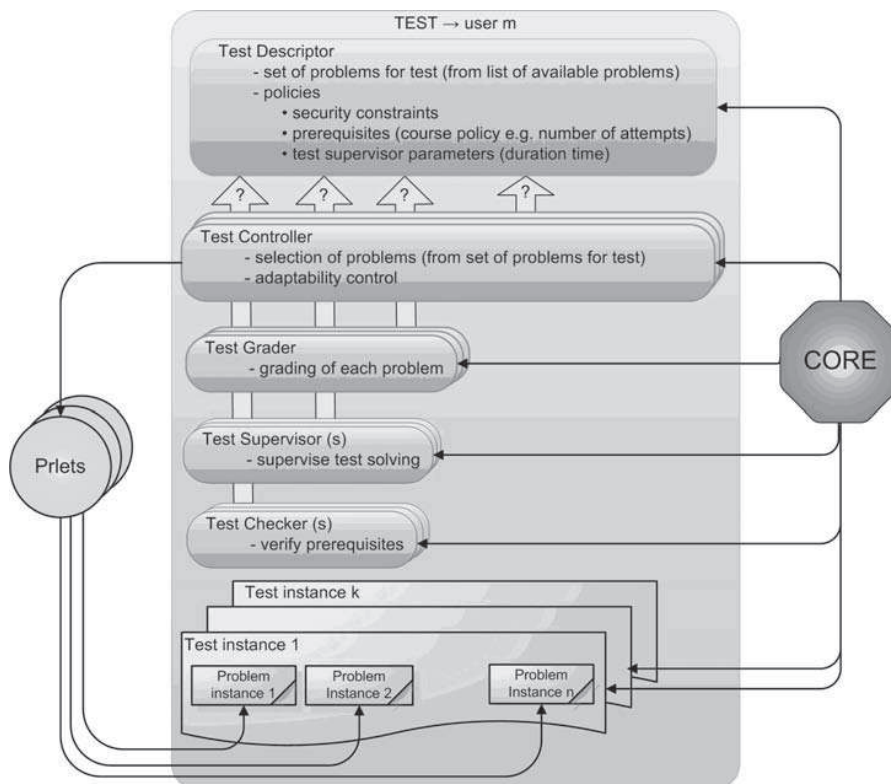 TEST → user m
Test Descriptor
- set of problems for test (from list of available problems)
- policies
• security constraints
• prerequisites (course policy e.g. number of attempts)
• test supervisor parameters (duration time)
? ? ? ?
Test Controller
- selection of problems (from set of problems for test)
- adaptability control
CORE
Test Grader
- grading of each problem
Prlets
Test Supervisor (s)
- supervise test solving
Test Checker (s)
- verify prerequisites
Test instance k
Test instance 1
Problem
instance 1
Problem
Instance 2
Problem
Instance n